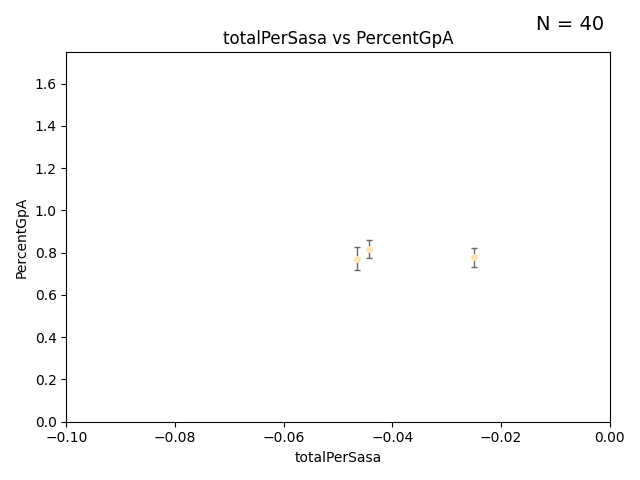 N = 40
totalPerSasa vs PercentGpA
PercentGpA
1.6
1.4
1.2
1.0
0.8
0.6
0.4
0.2
0.0
−0.10 −0.08 −0.06 −0.04 −0.02 0.00
totalPerSasa